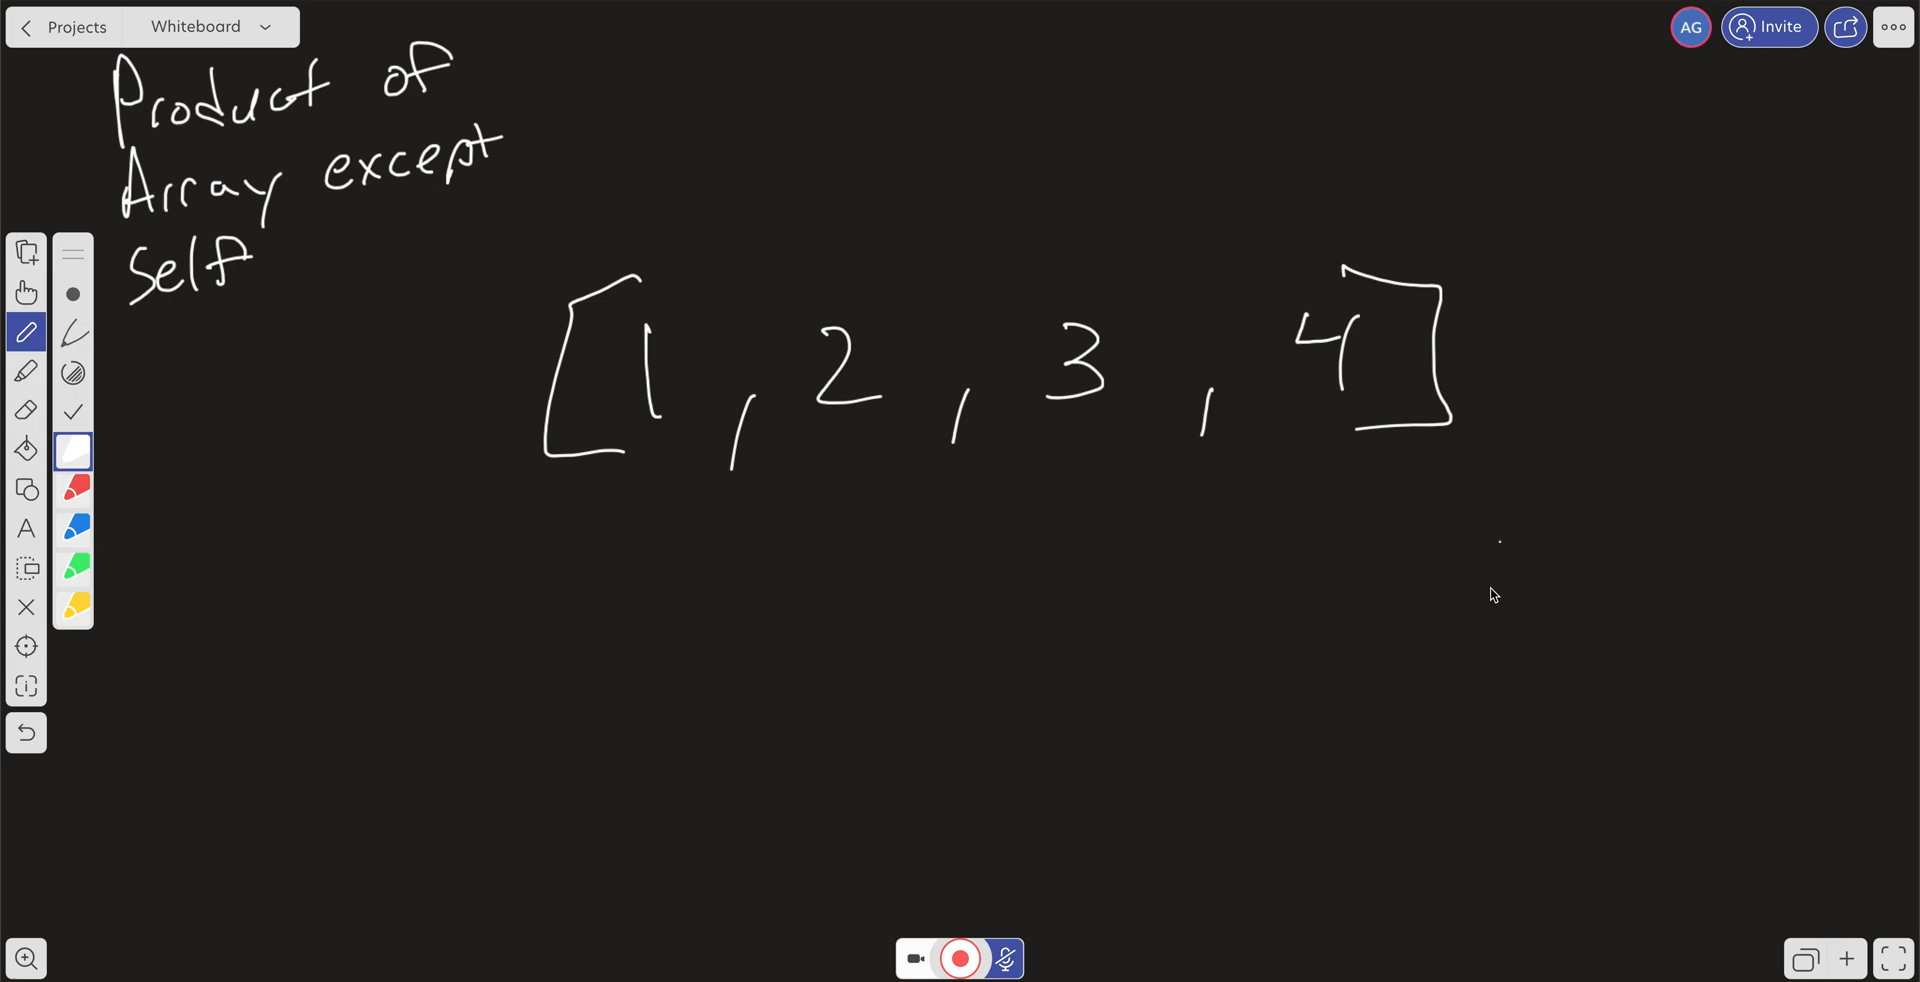 Projects Whiteboard AG Invite
Product of
Array except
Self
[1, 2, 3, 4]
A